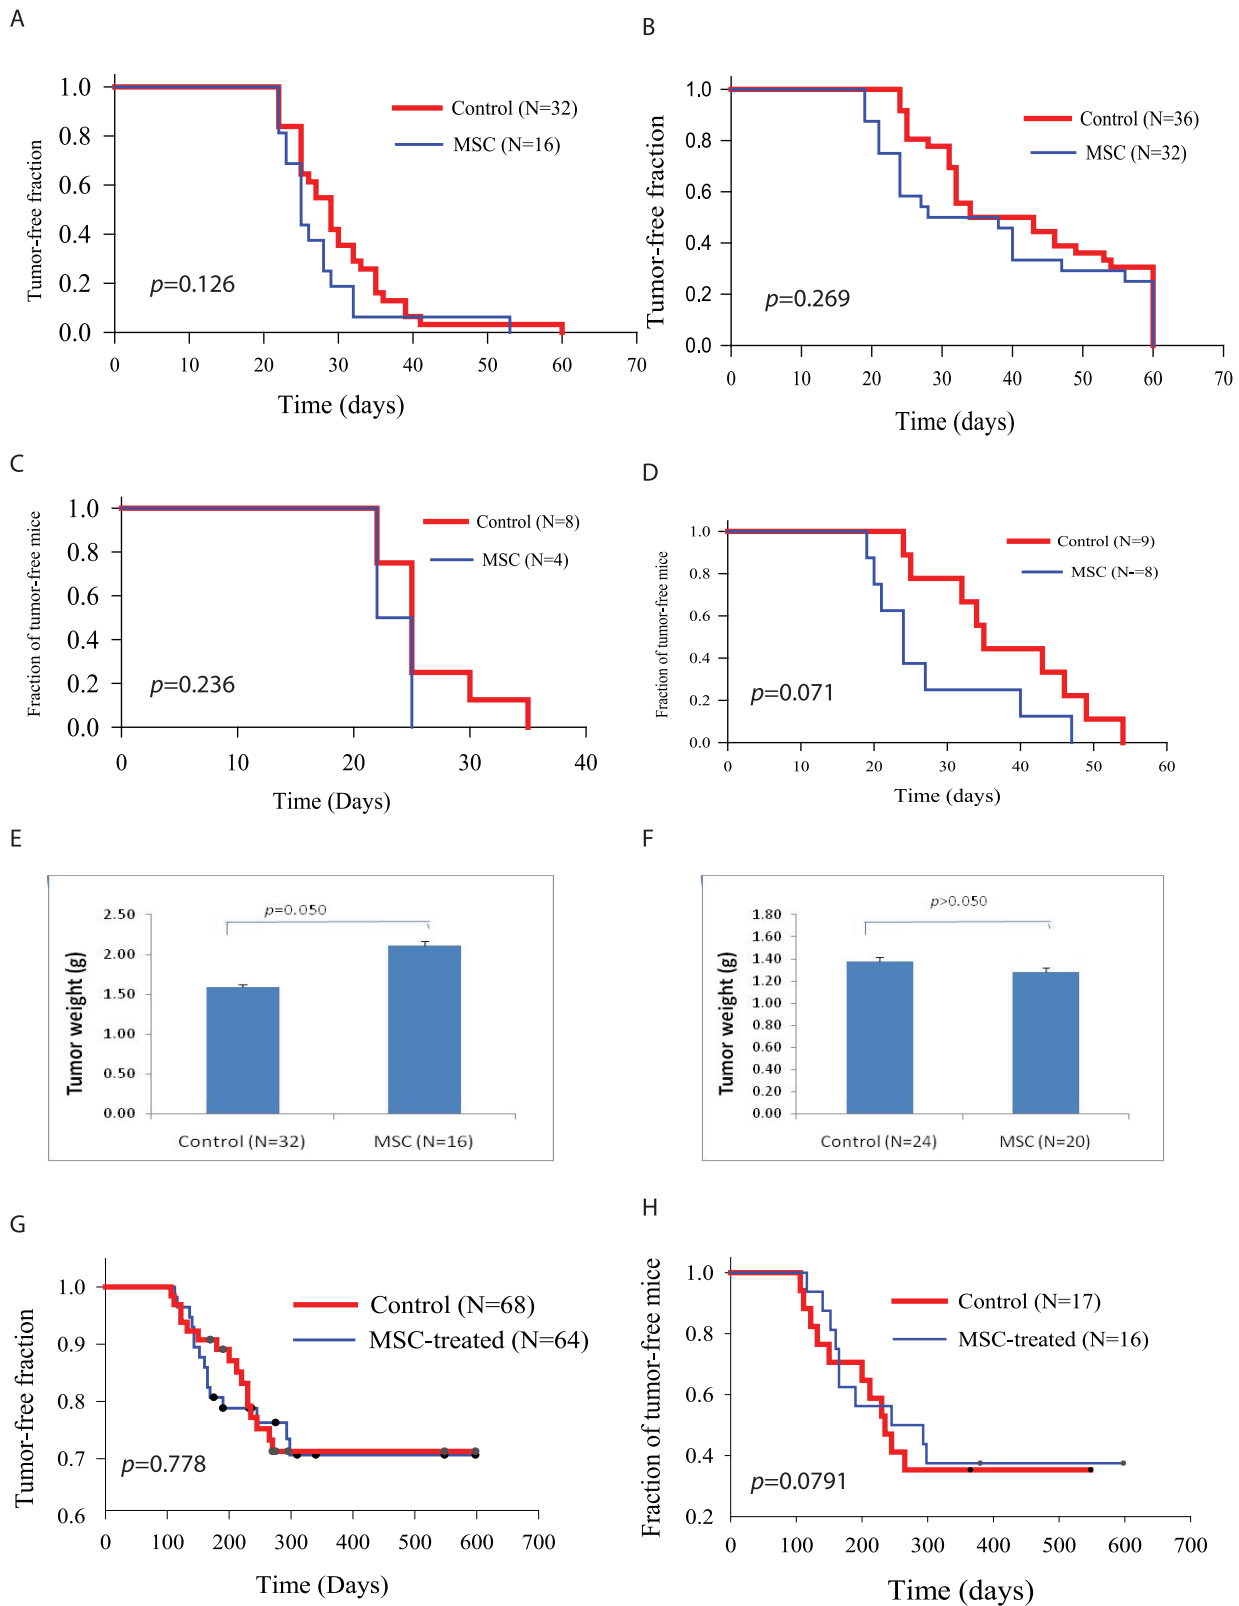 A
1.0
0.8
0.6
0.4
0.2
0.0
Tumor-free fraction
Control (N=32)
MSC (N=16)
p=0.126
0 10 20 30 40 50 60 70
Time (days)
B
1.0
0.8
0.6
0.4
0.2
0.0
Tumor-free fraction
Control (N=36)
MSC (N=32)
p=0.269
0 10 20 30 40 50 60 70
Time (days)
C
1.0
0.8
0.6
0.4
0.2
0.0
Fraction of tumor-free mice
Control (N=8)
MSC (N=4)
p=0.236
0 10 20 30 40
Time (Days)
D
1.0
0.8
0.6
0.4
0.2
0.0
Fraction of tumor-free mice
Control (N=9)
MSC (N-=8)
p=0.071
0 10 20 30 40 50 60
Time (days)
E
2.50
2.00
1.50
1.00
0.50
0.00
Tumor weight (g)
p=0.050
Control (N=32) MSC (N=16)
F
1.80
1.60
1.40
1.20
1.00
0.80
0.60
0.40
0.20
0.00
Tumor weight (g)
p>0.050
Control (N=24) MSC (N=20)
G
1.0
0.9
0.8
0.7
0.6
Tumor-free fraction
Control (N=68)
MSC-treated (N=64)
p=0.778
0 100 200 300 400 500 600 700
Time (Days)
H
1.0
0.8
0.6
0.4
0.2
Fraction of tumor-free mice
Control (N=17)
MSC-treated (N=16)
p=0.0791
0 100 200 300 400 500 600 700
Time (days)